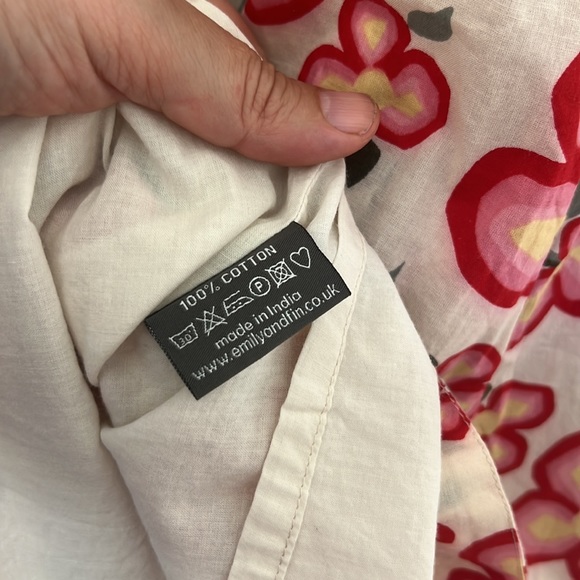 100% COTTON
30° P
made in India
www.emilyandfin.co.uk